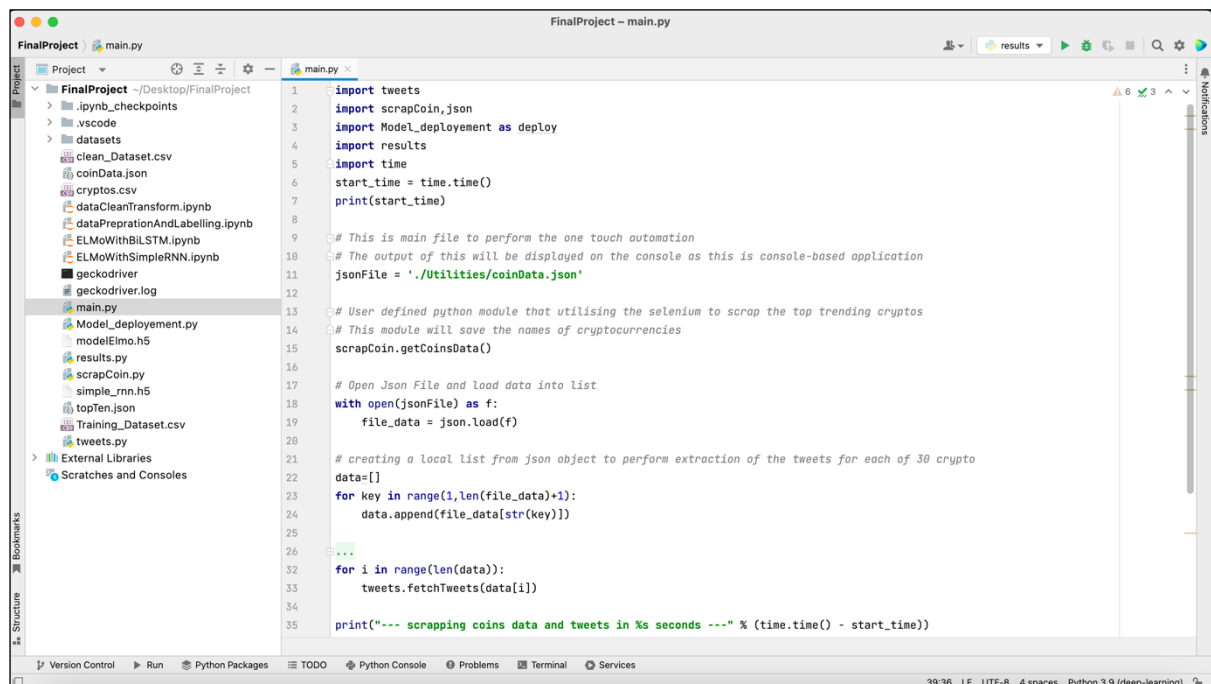 FinalProject – main.py
FinalProject main.py
results
Project
main.py
FinalProject ~/Desktop/FinalProject
.ipynb_checkpoints
.vscode
datasets
clean_Dataset.csv
coinData.json
cryptos.csv
dataCleanTransform.ipynb
dataPreprationAndLabelling.ipynb
ELMoWithBiLSTM.ipynb
ELMoWithSimpleRNN.ipynb
geckodriver
geckodriver.log
main.py
Model_deployement.py
modelElmo.h5
results.py
scrapCoin.py
simple_rnn.h5
topTen.json
Training_Dataset.csv
tweets.py
External Libraries
Scratches and Consoles
Project
Bookmarks
Structure
1 import tweets
2 import scrapCoin,json
3 import Model_deployement as deploy
4 import results
5 import time
6 start_time = time.time()
7 print(start_time)
8
9 # This is main file to perform the one touch automation
10 # The output of this will be displayed on the console as this is console-based application
11 jsonFile = './Utilities/coinData.json'
12
13 # User defined python module that utilising the selenium to scrap the top trending cryptos
14 # This module will save the names of cryptocurrencies
15 scrapCoin.getCoinsData()
16
17 # Open Json File and load data into list
18 with open(jsonFile) as f:
19 file_data = json.load(f)
20
21 # creating a local list from json object to perform extraction of the tweets for each of 30 crypto
22 data=[]
23 for key in range(1,len(file_data)+1):
24 data.append(file_data[str(key)])
25
26 ...
32 for i in range(len(data)):
33 tweets.fetchTweets(data[i])
34
35 print("--- scrapping coins data and tweets in %s seconds ---" % (time.time() - start_time))
6 3
Notifications
Version Control Run Python Packages TODO Python Console Problems Terminal Services
39:36 LF UTF-8 4 spaces Python 3.9 (deep-learning)